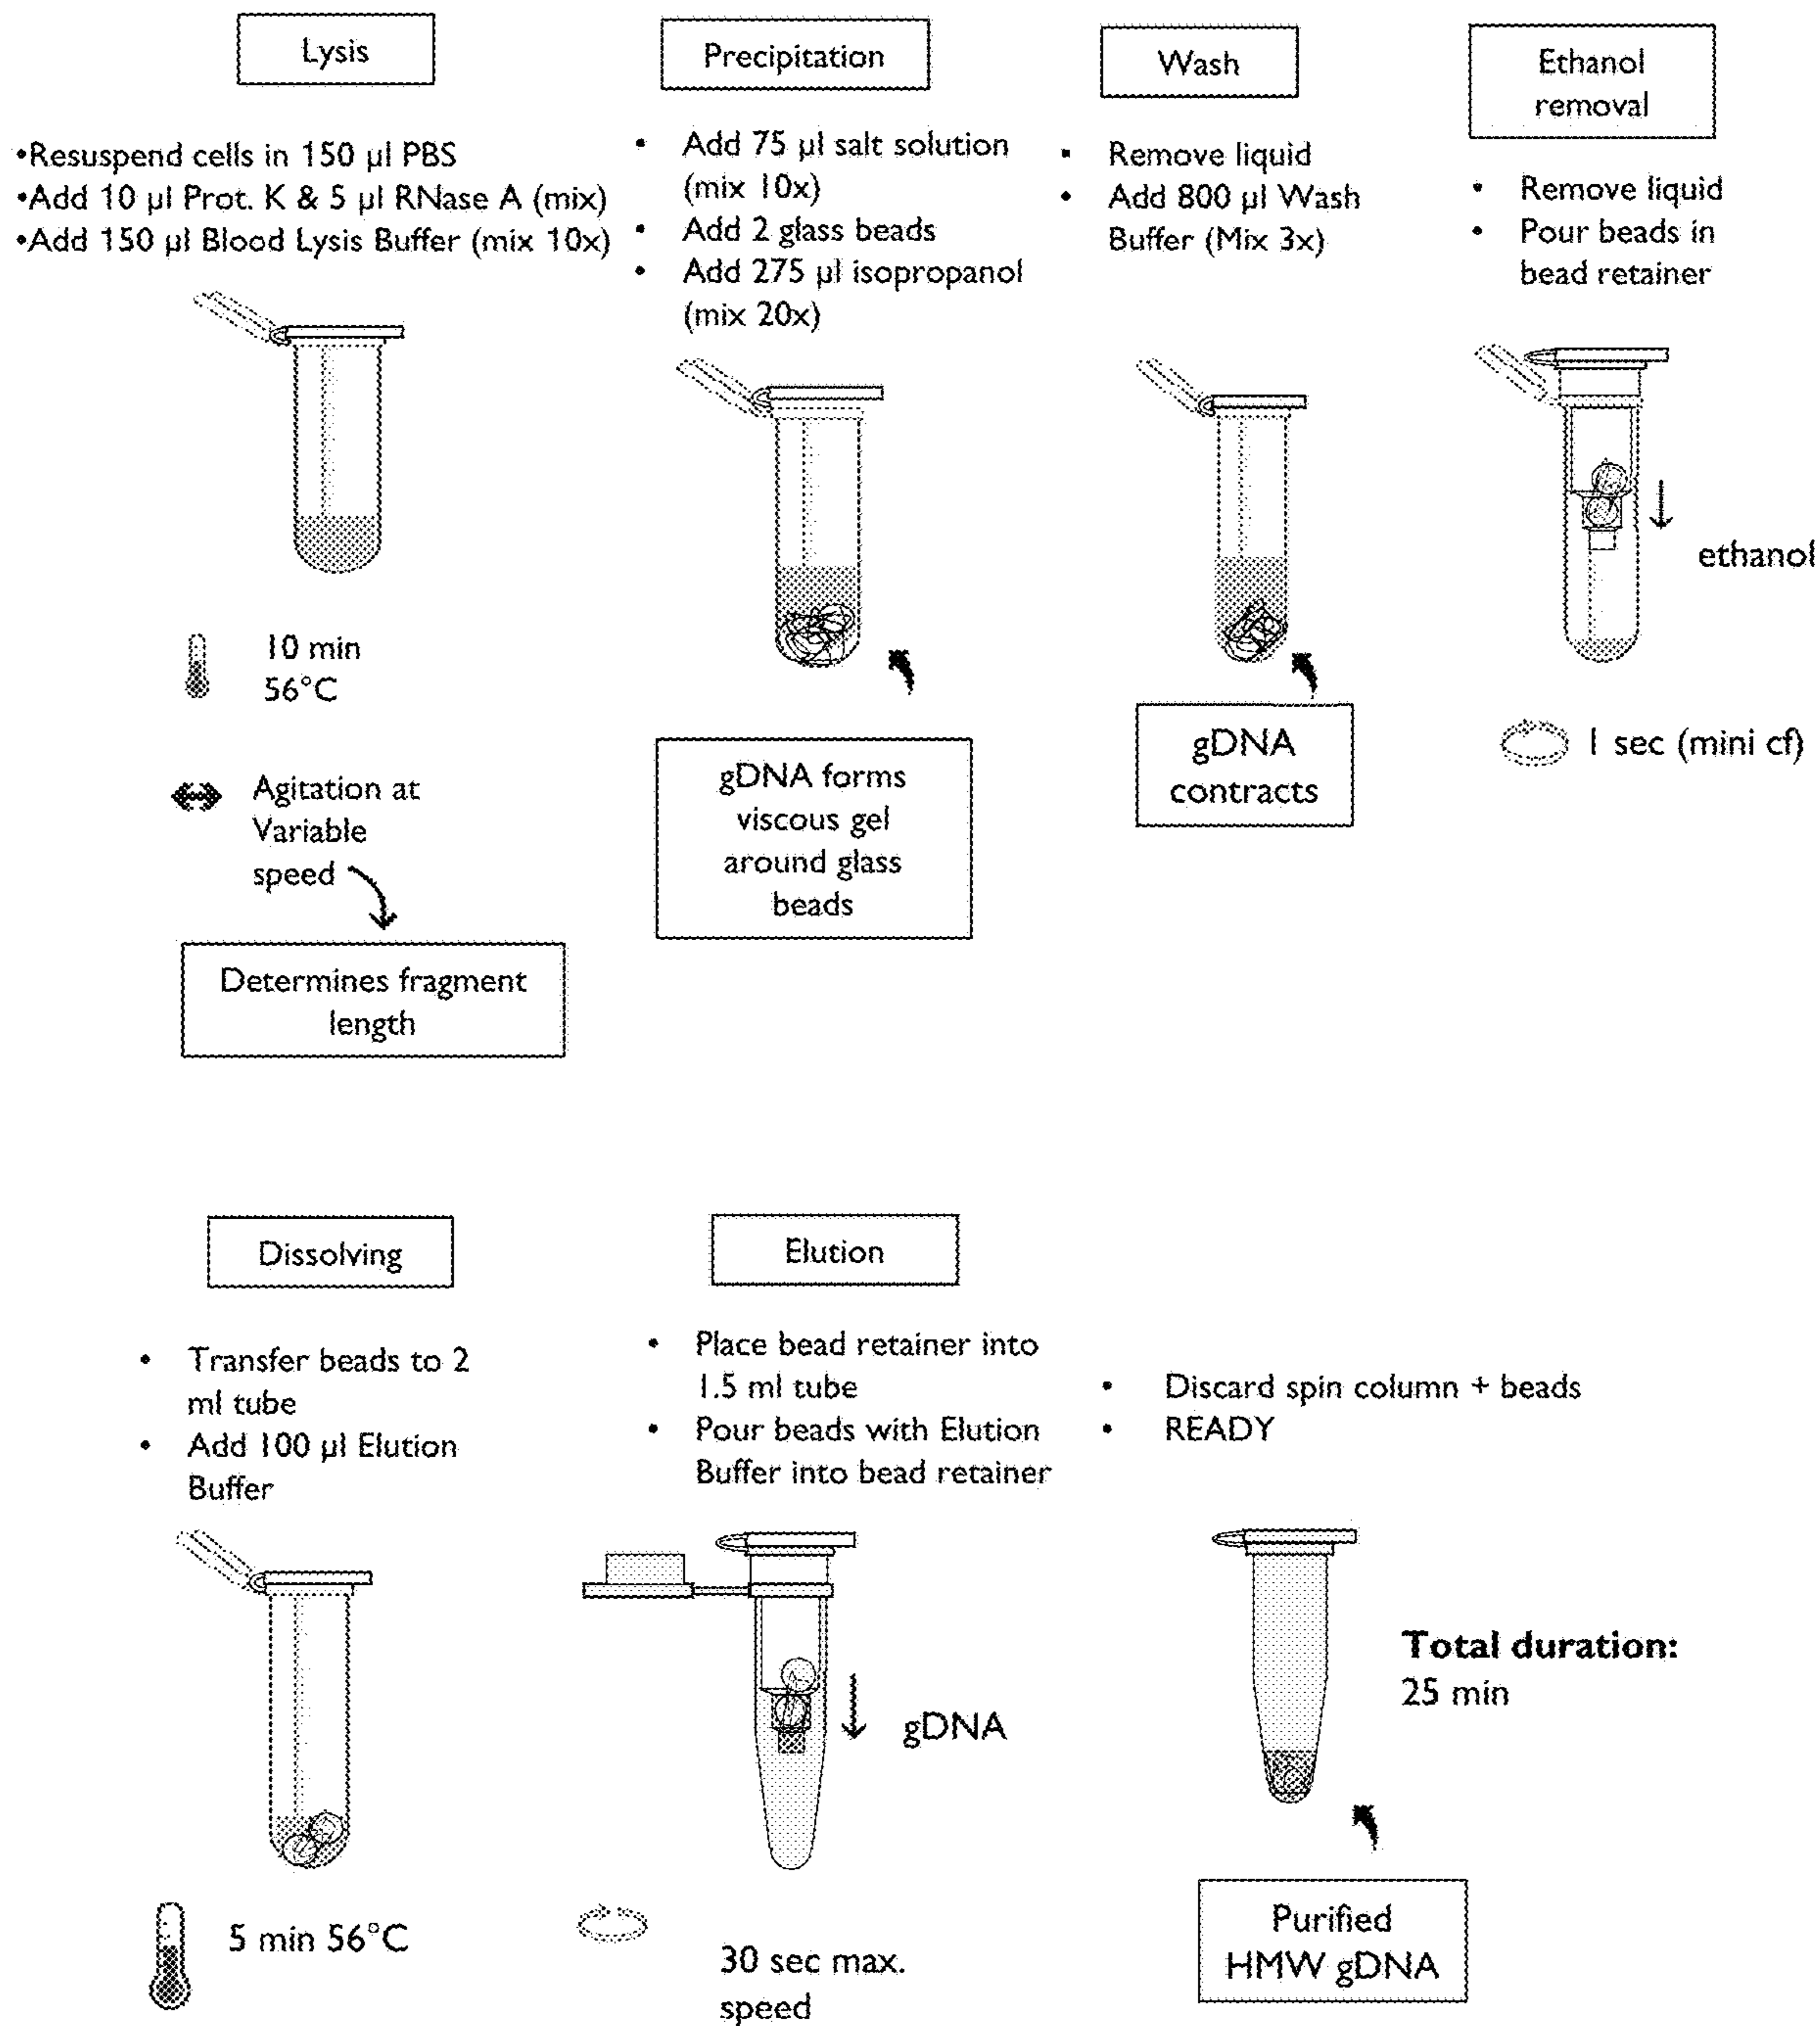 Lysis
•Resuspend cells in 150 µl PBS
•Add 10 µl Prot. K & 5 µl RNase A (mix)
•Add 150 µl Blood Lysis Buffer (mix 10x)
10 min
56°C
Agitation at
Variable
speed
Determines fragment
length
Precipitation
• Add 75 µl salt solution
(mix 10x)
• Add 2 glass beads
• Add 275 µl isopropanol
(mix 20x)
gDNA forms
viscous gel
around glass
beads
Wash
• Remove liquid
• Add 800 µl Wash
Buffer (Mix 3x)
gDNA
contracts
Ethanol
removal
• Remove liquid
• Pour beads in
bead retainer
ethanol
1 sec (mini cf)
Dissolving
• Transfer beads to 2
ml tube
• Add 100 µl Elution
Buffer
5 min 56°C
Elution
• Place bead retainer into
1.5 ml tube
• Pour beads with Elution
Buffer into bead retainer
gDNA
30 sec max.
speed
• Discard spin column + beads
• READY
Total duration:
25 min
Purified
HMW gDNA